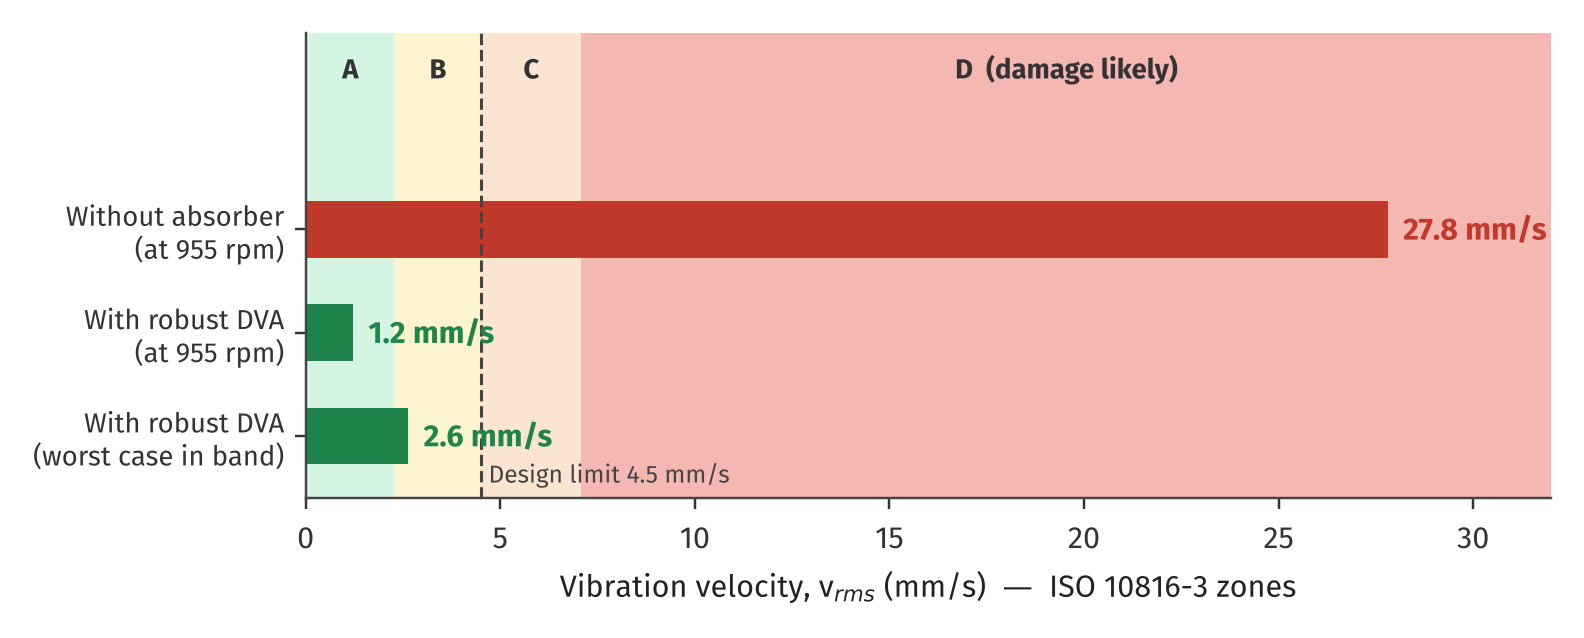 A B C D (damage likely)
Without absorber
(at 955 rpm)
27.8 mm/s
With robust DVA
(at 955 rpm)
1.2 mm/s
With robust DVA
(worst case in band)
2.6 mm/s
Design limit 4.5 mm/s
0 5 10 15 20 25 30
Vibration velocity, vrms (mm/s) — ISO 10816-3 zones